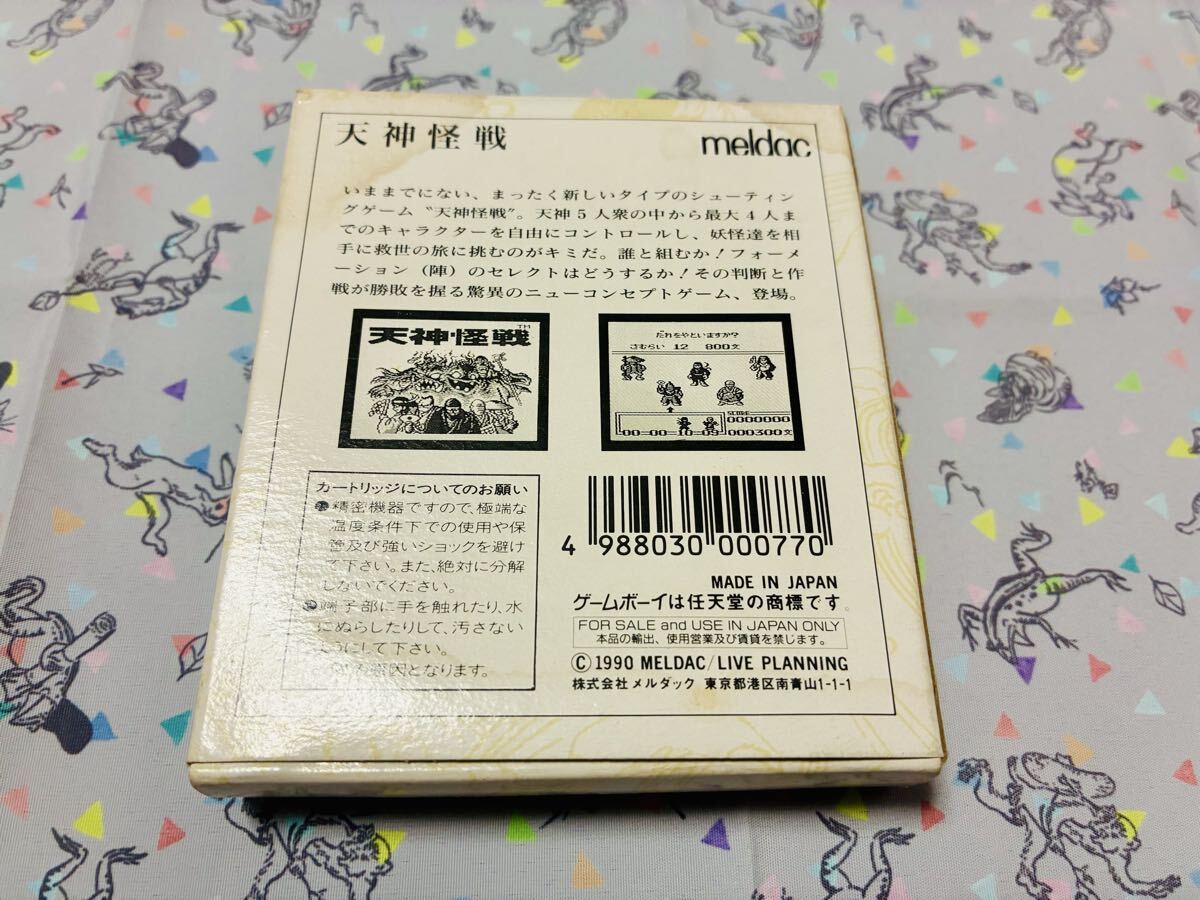 天神怪戦
meldac
いままでにない、まったく新しいタイプのシューティン
グゲーム〝天神怪戦〟。天神5人衆の中から最大4人ま
でのキャラクターを自由にコントロールし、妖怪達を相
手に救世の旅に挑むのがキミだ。誰と組むか!フォーメ
ーション(陣)のセレクトはどうするか!その判断と作
戦が勝敗を握る驚異のニューコンセプトゲーム、登場。
天神怪戦
TM
だれをやといますか?
さむらい 12 800文
SCORE
0000000
00-00-10-09 000300文
カートリッジについてのお願い
●精密機器ですので、極端な
温度条件下での使用や保
管及び強いショックを避け
て下さい。また、絶対に分解
しないでください。
●端子部に手を触れたり、水
にぬらしたりして、汚さない
ようにして下さい。
原因となります。
4 988030 000770
MADE IN JAPAN
ゲームボーイは任天堂の商標です。
FOR SALE and USE IN JAPAN ONLY
本品の輸出、使用営業及び賃貸を禁じます。
© 1990 MELDAC/LIVE PLANNING
株式会社 メルダック 東京都港区南青山1-1-1